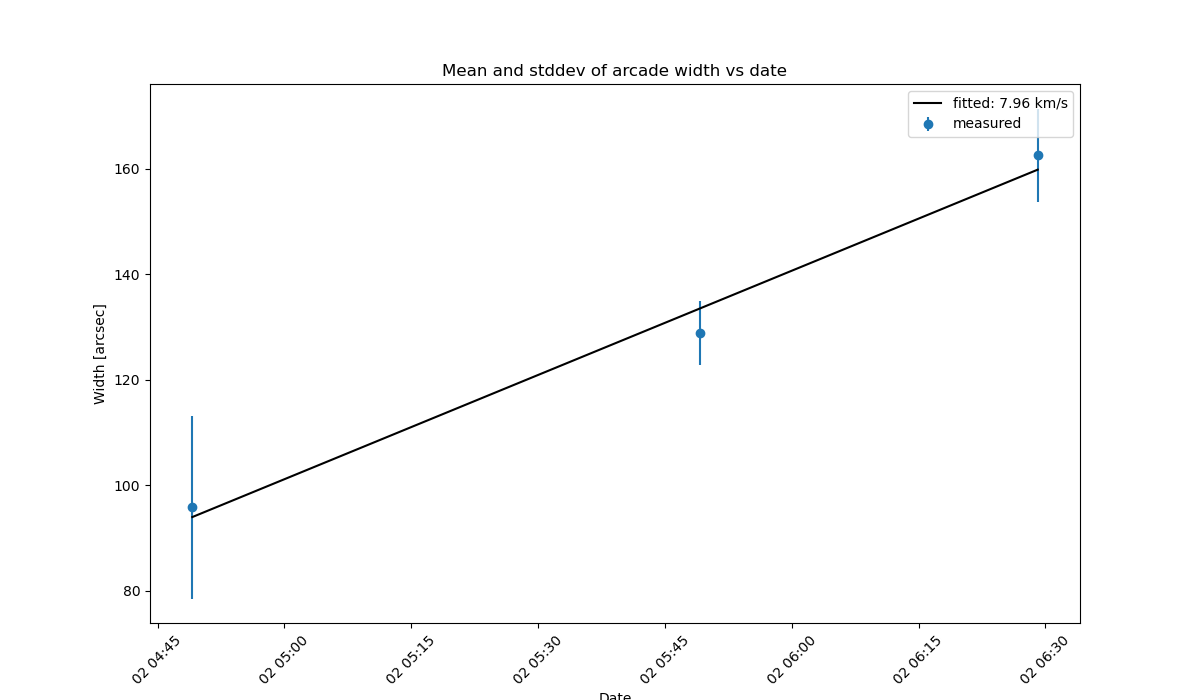 Mean and stddev of arcade width vs date
fitted: 7.96 km/s
measured
160
140
120
100
80
Width [arcsec]
02 04:45
02 05:00
02 05:15
02 05:30
02 05:45
02 06:00
02 06:15
02 06:30
Date